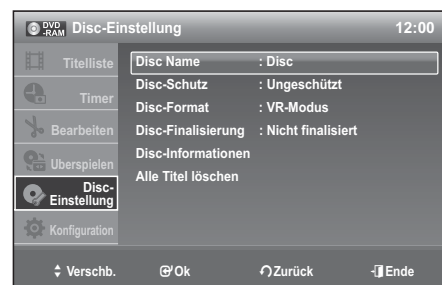 DVD-RAM Disc-Einstellung 12:00
Titelliste
Timer
Bearbeiten
Uberspielen
Disc-
Einstellung
Konfiguration
Disc Name : Disc
Disc-Schutz : Ungeschützt
Disc-Format : VR-Modus
Disc-Finalisierung : Nicht finalisiert
Disc-Informationen
Alle Titel löschen
Verschb. Ok Zurück Ende